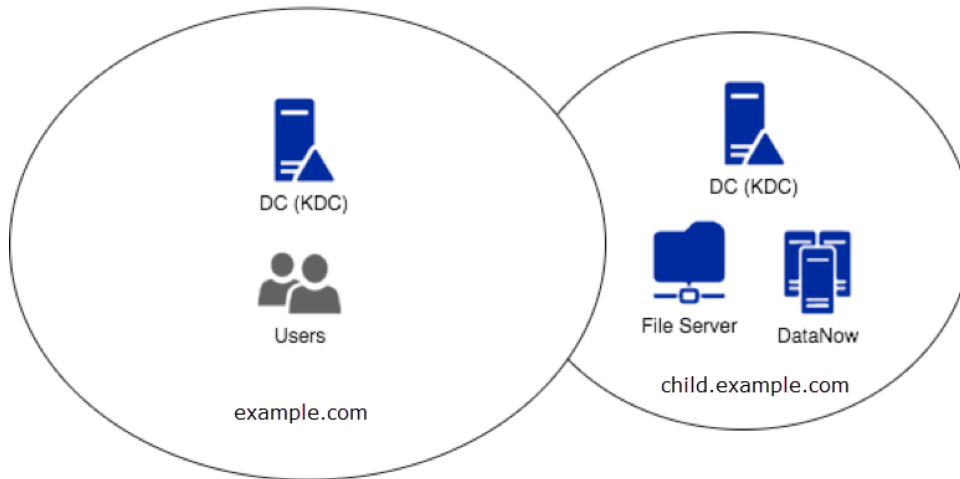 DC (KDC)
Users
example.com
DC (KDC)
File Server
DataNow
child.example.com